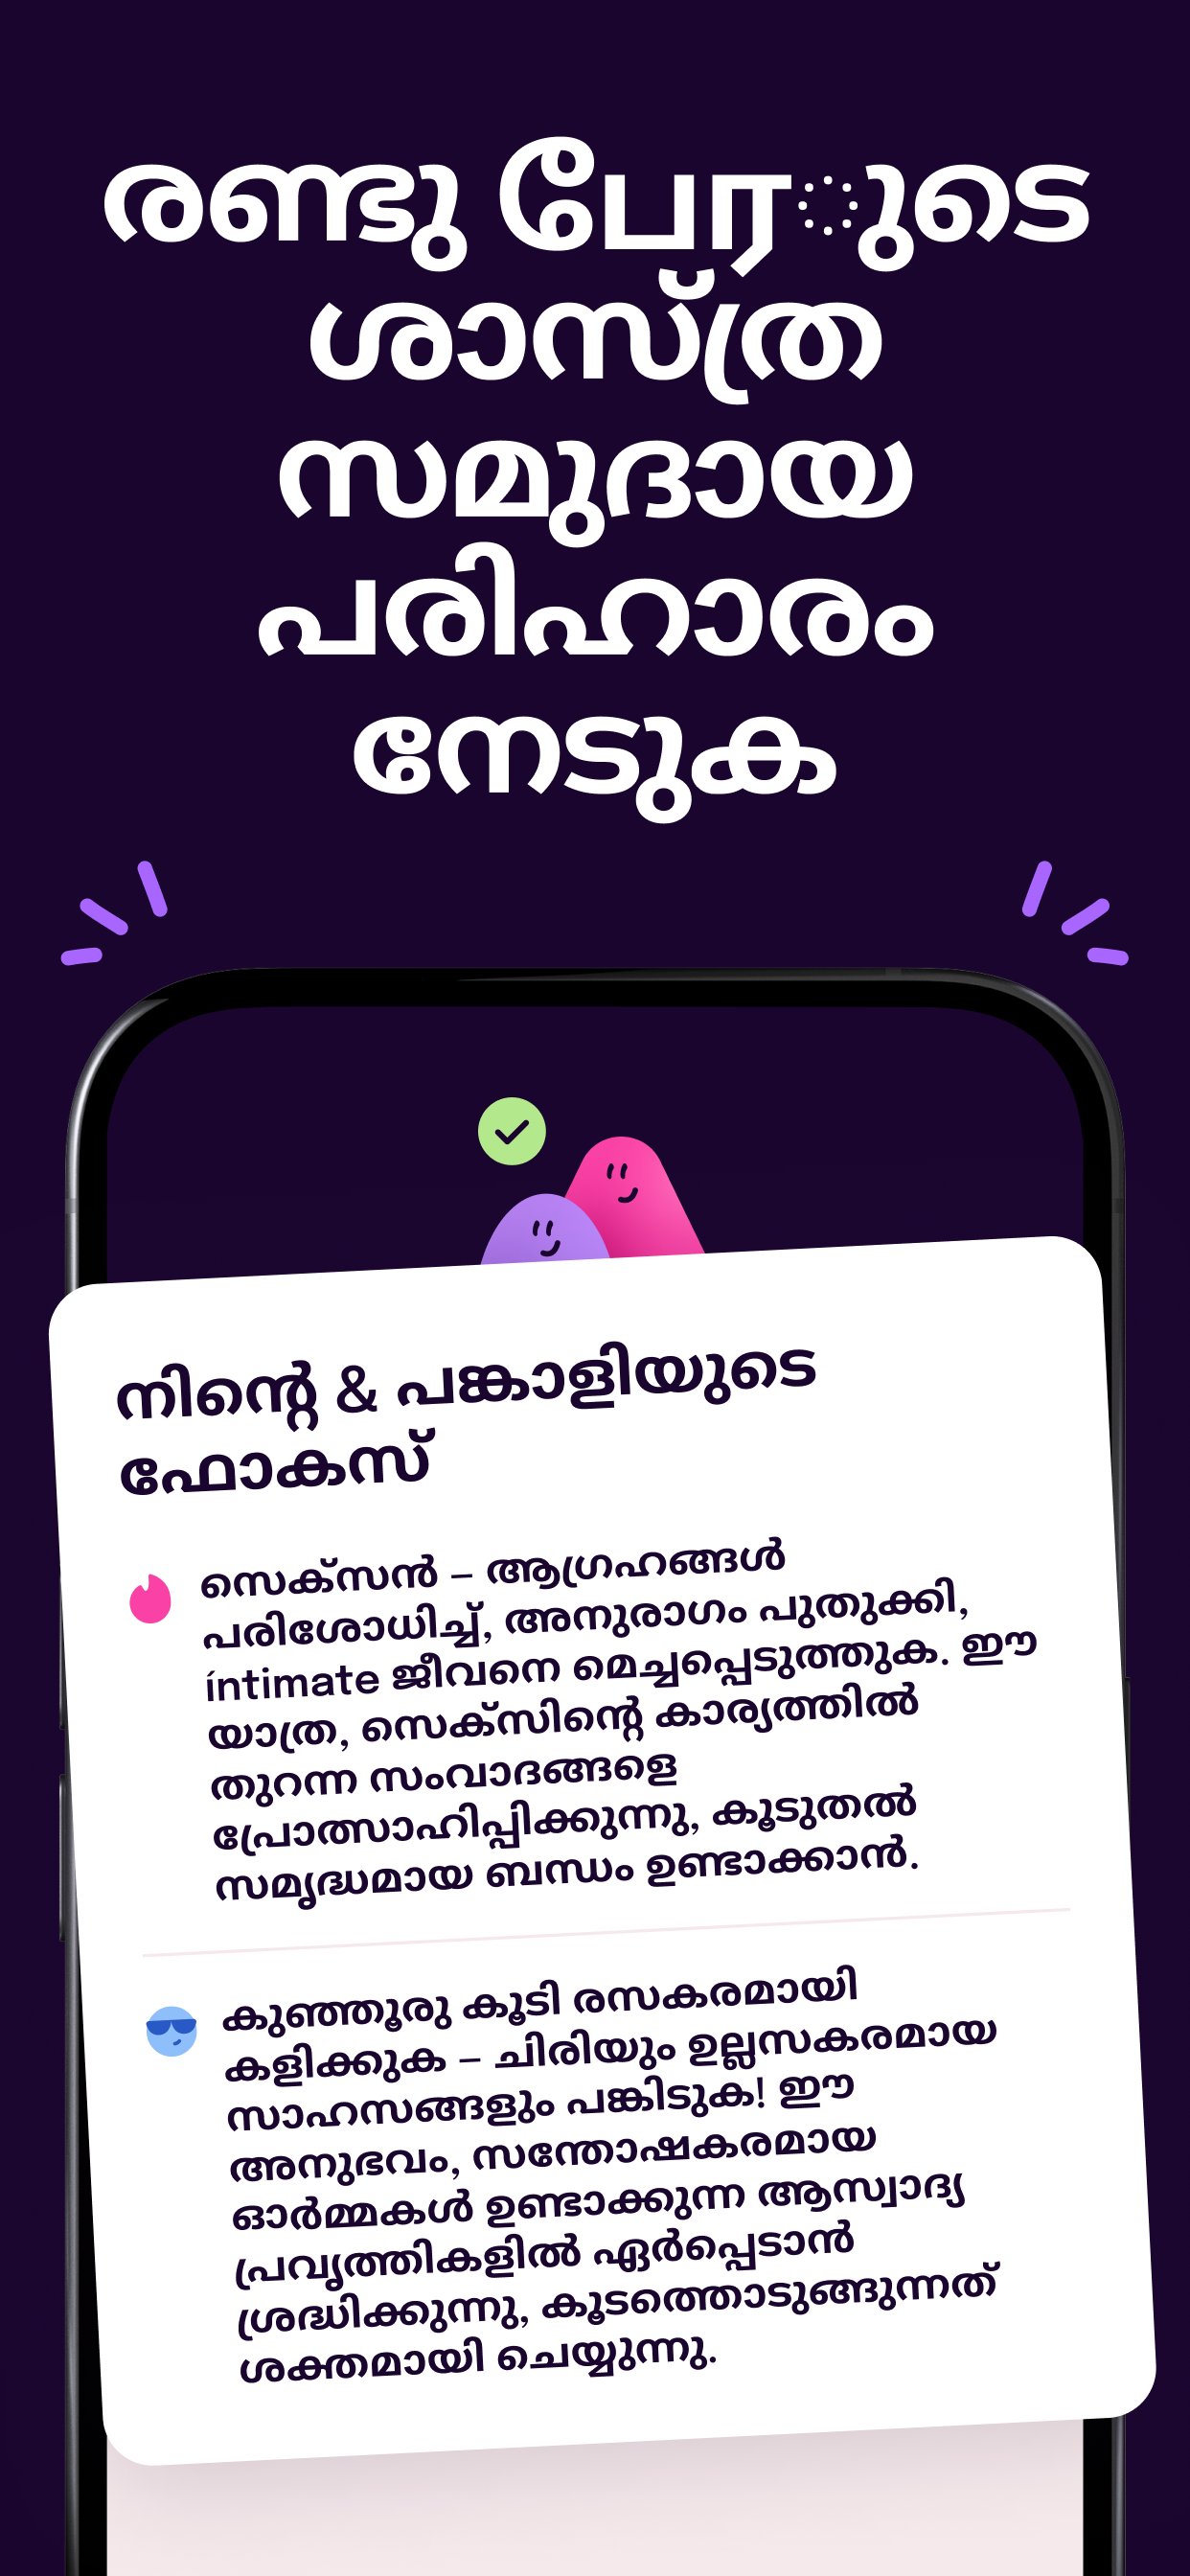 രണ്ടു பேரുടെ
ശാസ്ത്ര
സമുദായ
പരിഹാരം
നേടുക
നിന്റെ & പങ്കാളിയുടെ
ഫോകസ്
സെക്സൻ – ആഗ്രഹങ്ങൾ
പരിശോധിച്ച്, അനുരാഗം പുതുക്കി,
íntimate ജീവനെ മെച്ചപ്പെടുത്തുക. ഈ
യാത്ര, സെക്സിന്റെ കാര്യത്തിൽ
തുറന്ന സംവാദങ്ങളെ
പ്രോത്സാഹിപ്പിക്കുന്നു, കൂടുതൽ
സമൃദ്ധമായ ബന്ധം ഉണ്ടാക്കാൻ.
കുഞ്ഞൂരു കൂടി രസകരമായി
കളിക്കുക – ചിരിയും ഉല്ലസകരമായ
സാഹസങ്ങളും പങ്കിടുക! ഈ
അനുഭവം, സന്തോഷകരമായ
ഓർമ്മകൾ ഉണ്ടാക്കുന്ന ആസ്വാദ്യ
പ്രവൃത്തികളിൽ ഏർപ്പെടാൻ
ശ്രദ്ധിക്കുന്നു, കൂടത്തൊടുങ്ങുന്നത്
ശക്തമായി ചെയ്യുന്നു.